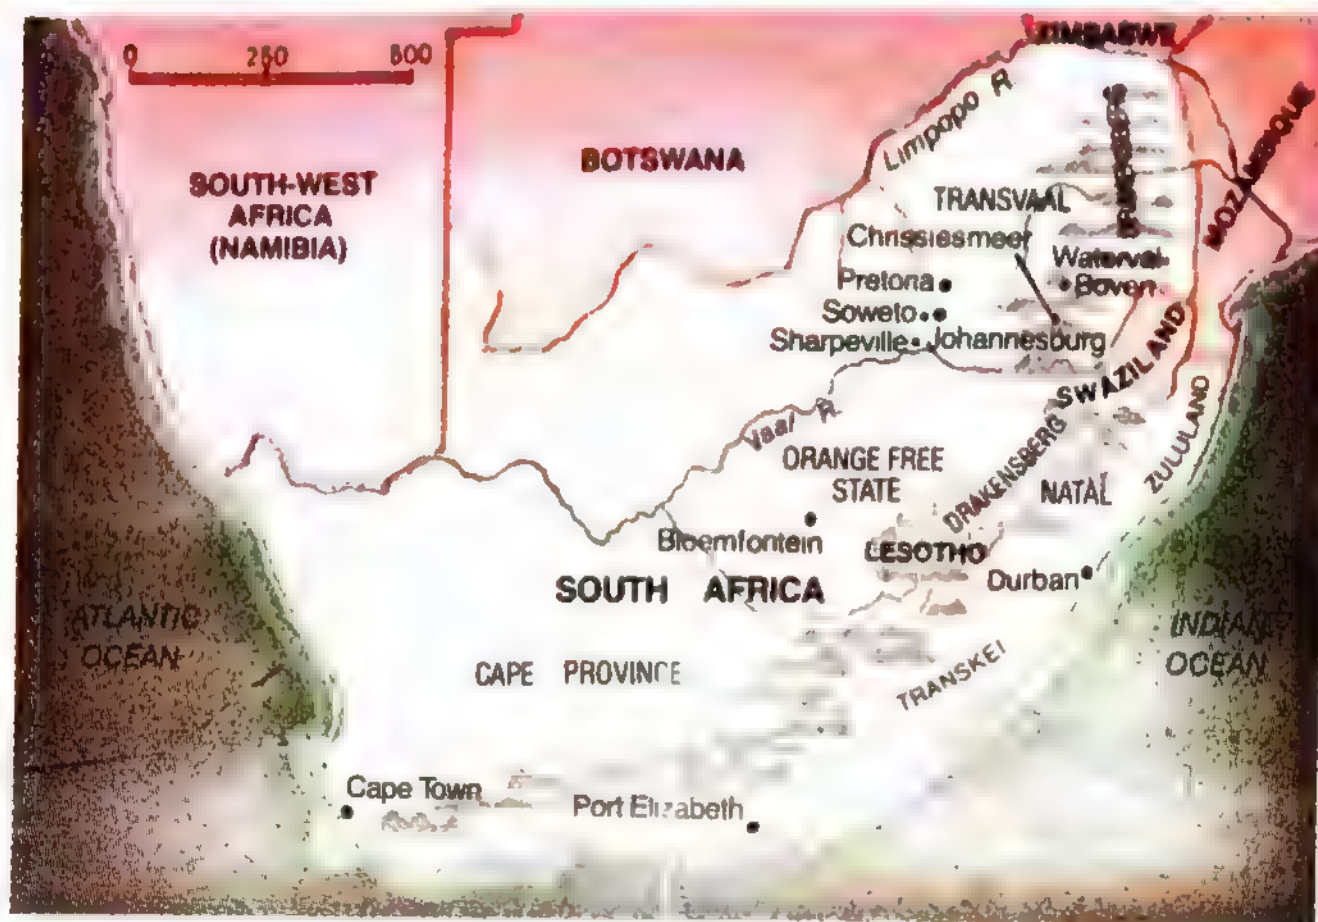 0 250 500
ZIMBABWE
SOUTH-WEST
AFRICA
(NAMIBIA)
BOTSWANA
Limpopo R
MOZAMBIQUE
TRANSVAAL
Chrissiesmeer
Waterval-
Boven
Pretoria
Soweto
Sharpeville
Johannesburg
SWAZILAND
Vaal R.
ZULULAND
ORANGE FREE
STATE
DRAKENSBERG
NATAL
Bloemfontein
LESOTHO
Durban
SOUTH AFRICA
ATLANTIC
OCEAN
INDIAN
OCEAN
CAPE PROVINCE
TRANSKEI
Cape Town
Port Elizabeth